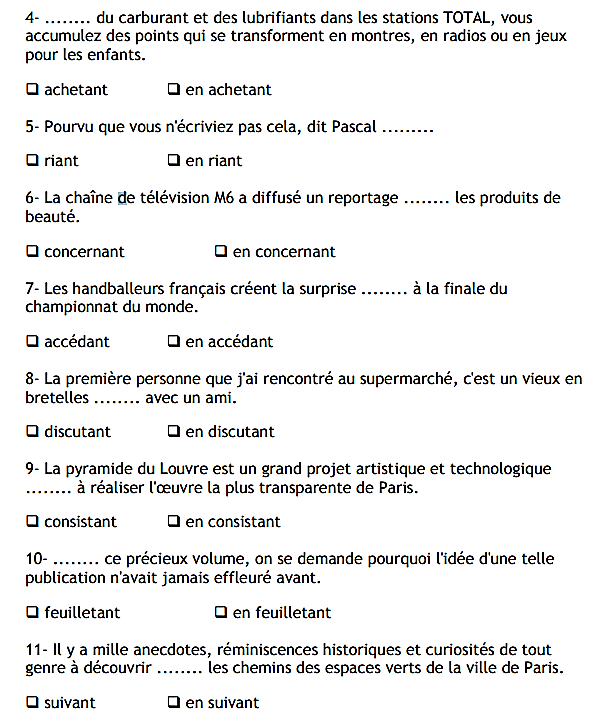 4- ........ du carburant et des lubrifiants dans les stations TOTAL, vous
accumulez des points qui se transforment en montres, en radios ou en jeux
pour les enfants.
❑ achetant ❑ en achetant
5- Pourvu que vous n'écriviez pas cela, dit Pascal .........
❑ riant ❑ en riant
6- La chaîne de télévision M6 a diffusé un reportage ........ les produits de
beauté.
❑ concernant ❑ en concernant
7- Les handballeurs français créent la surprise ........ à la finale du
championnat du monde.
❑ accédant ❑ en accédant
8- La première personne que j'ai rencontré au supermarché, c'est un vieux en
bretelles ........ avec un ami.
❑ discutant ❑ en discutant
9- La pyramide du Louvre est un grand projet artistique et technologique
........ à réaliser l'œuvre la plus transparente de Paris.
❑ consistant ❑ en consistant
10- ........ ce précieux volume, on se demande pourquoi l'idée d'une telle
publication n'avait jamais effleuré avant.
❑ feuilletant ❑ en feuilletant
11- Il y a mille anecdotes, réminiscences historiques et curiosités de tout
genre à découvrir ........ les chemins des espaces verts de la ville de Paris.
❑ suivant ❑ en suivant